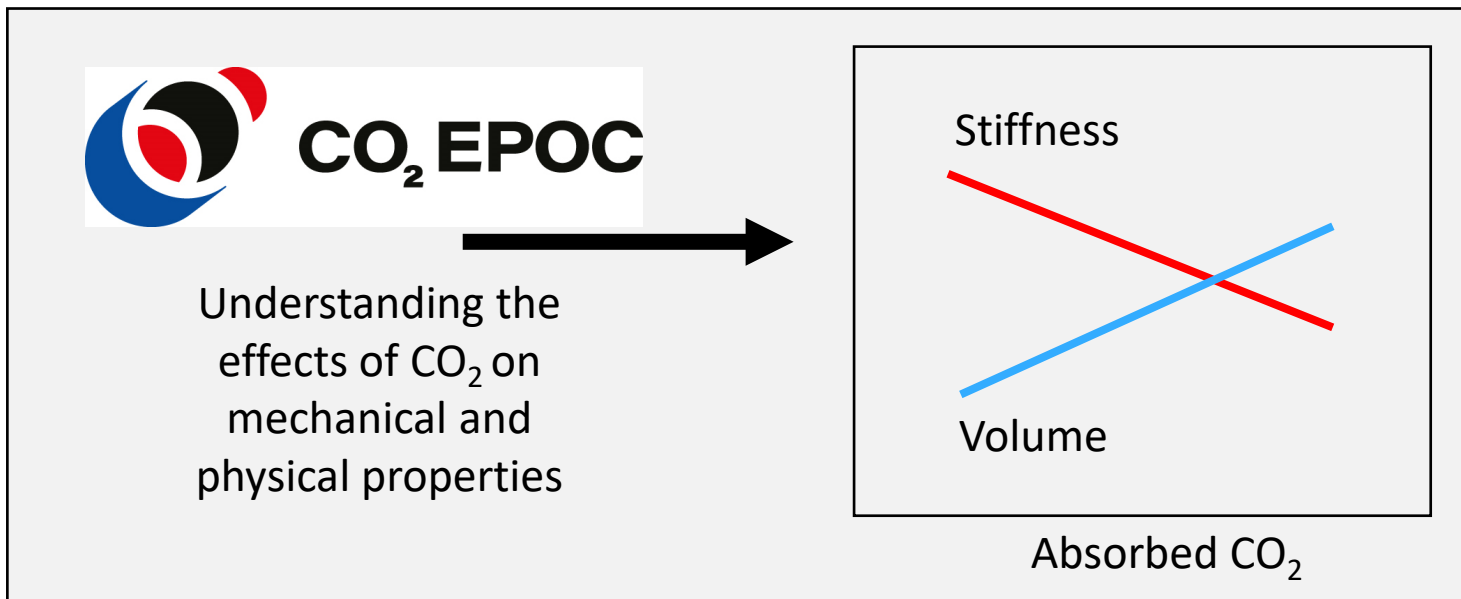 CO₂ EPOC
Understanding the
effects of CO₂ on
mechanical and
physical properties
Stiffness
Volume
Absorbed CO₂